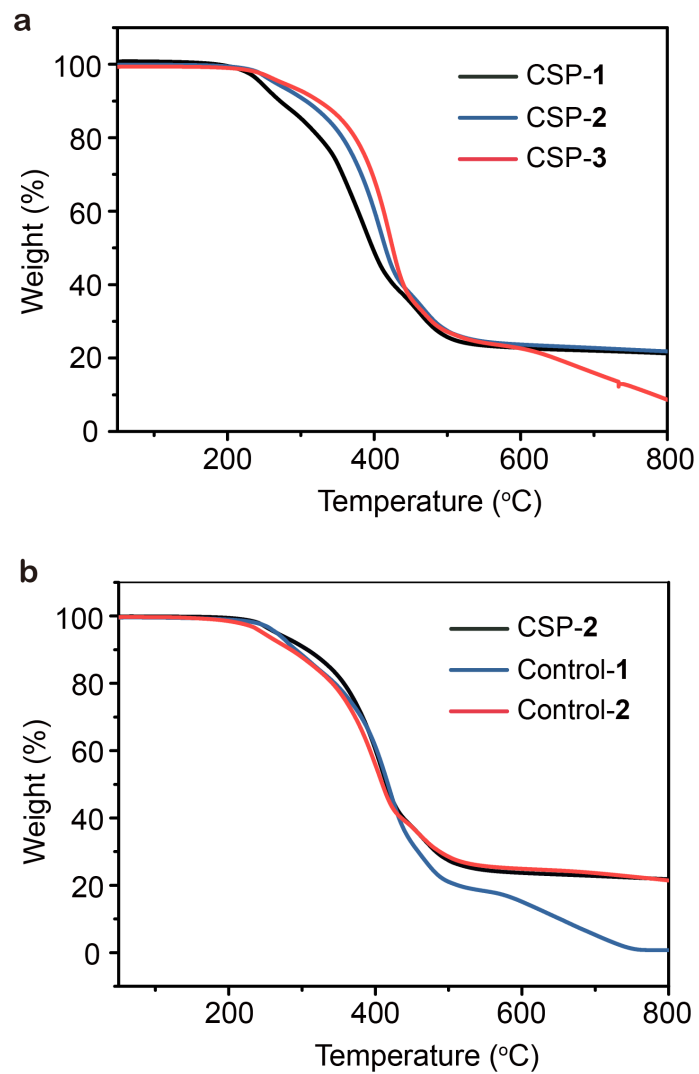 a
CSP-1
CSP-2
CSP-3
Weight (%)
100
80
60
40
20
0
200
400
600
800
Temperature (°C)
b
CSP-2
Control-1
Control-2
Weight (%)
100
80
60
40
20
0
200
400
600
800
Temperature (°C)